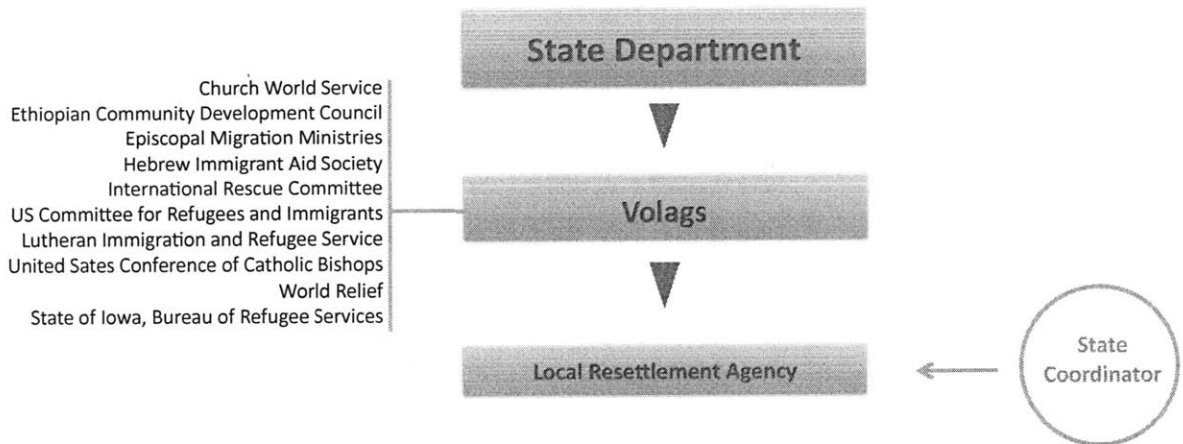 State Department
Church World Service
Ethiopian Community Development Council
Episcopal Migration Ministries
Hebrew Immigrant Aid Society
International Rescue Committee
US Committee for Refugees and Immigrants
Lutheran Immigration and Refugee Service
United Sates Conference of Catholic Bishops
World Relief
State of Iowa, Bureau of Refugee Services
Volags
Local Resettlement Agency
State
Coordinator